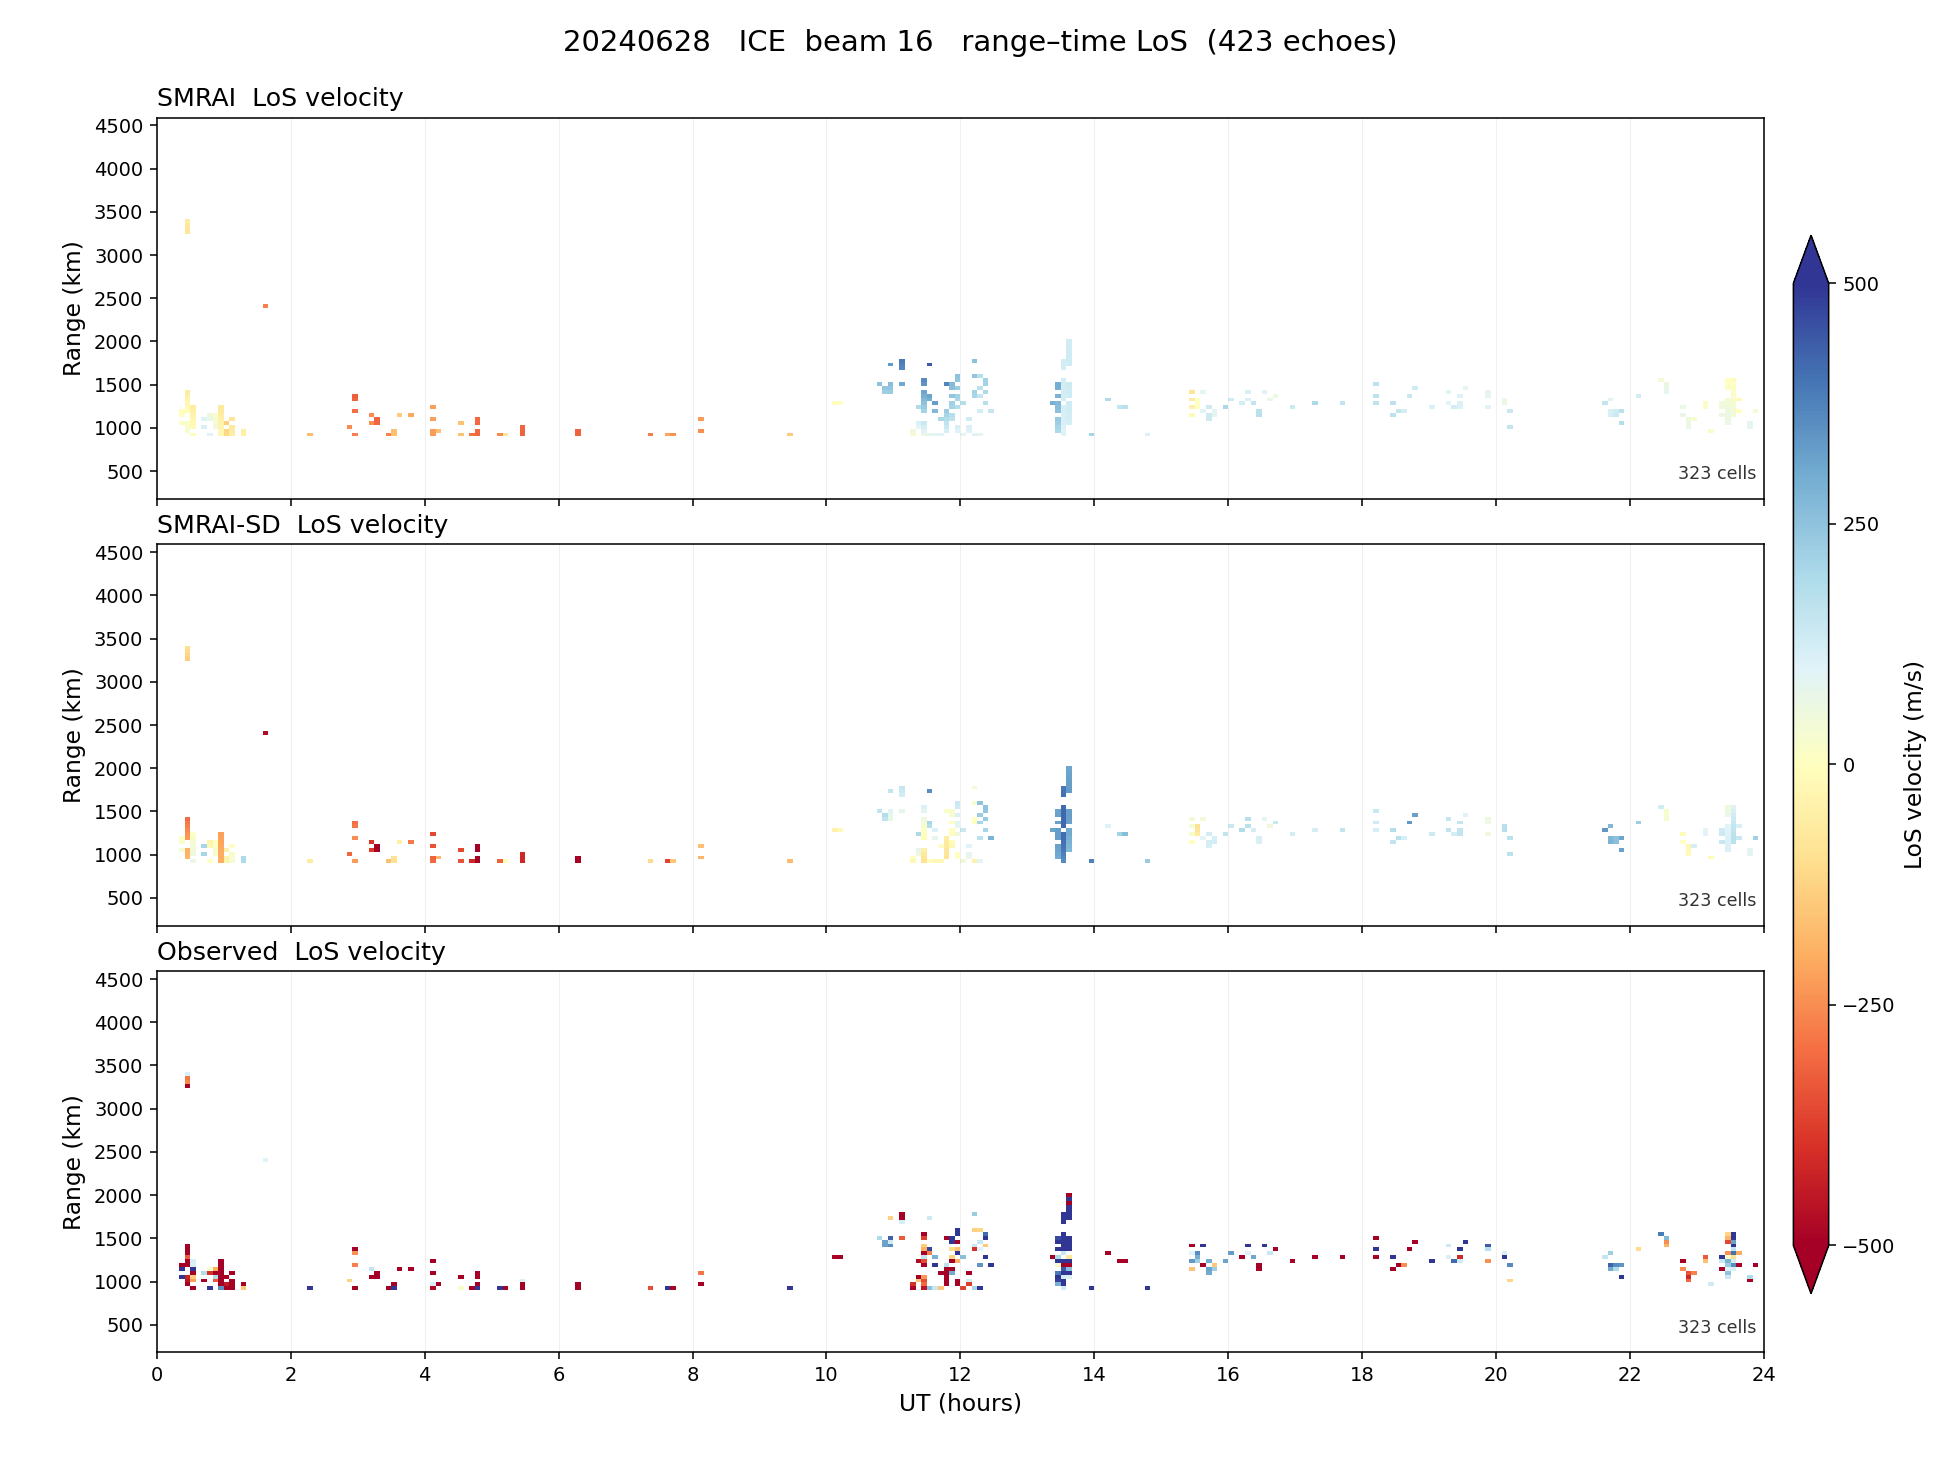 20240628 ICE beam 16 range–time LoS (423 echoes)
SMRAI LoS velocity
4500
4000
3500
3000
2500
2000
1500
1000
500
Range (km)
323 cells
SMRAI-SD LoS velocity
4500
4000
3500
3000
2500
2000
1500
1000
500
Range (km)
323 cells
Observed LoS velocity
4500
4000
3500
3000
2500
2000
1500
1000
500
Range (km)
323 cells
0 2 4 6 8 10 12 14 16 18 20 22 24
UT (hours)
500
250
0
−250
−500
LoS velocity (m/s)